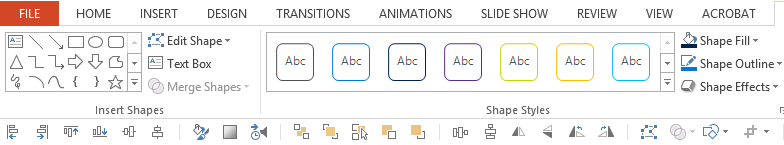 FILE HOME INSERT DESIGN TRANSITIONS ANIMATIONS SLIDE SHOW REVIEW VIEW ACROBAT
Edit Shape
Text Box
Merge Shapes
Insert Shapes
Abc Abc Abc Abc Abc Abc Abc
Shape Styles
Shape Fill
Shape Outline
Shape Effects